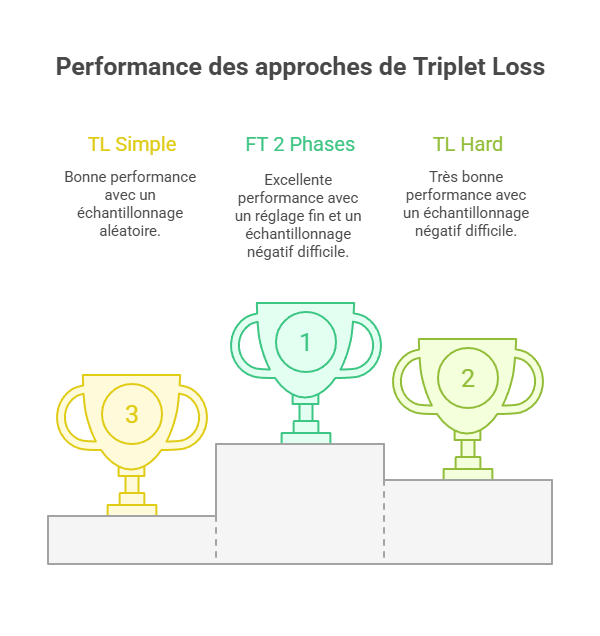 Performance des approches de Triplet Loss
TL Simple
Bonne performance
avec un
échantillonnage
aléatoire.
FT 2 Phases
Excellente
performance avec
un réglage fin et un
échantillonnage
négatif difficile.
TL Hard
Très bonne
performance avec
un échantillonnage
négatif difficile.
3
1
2